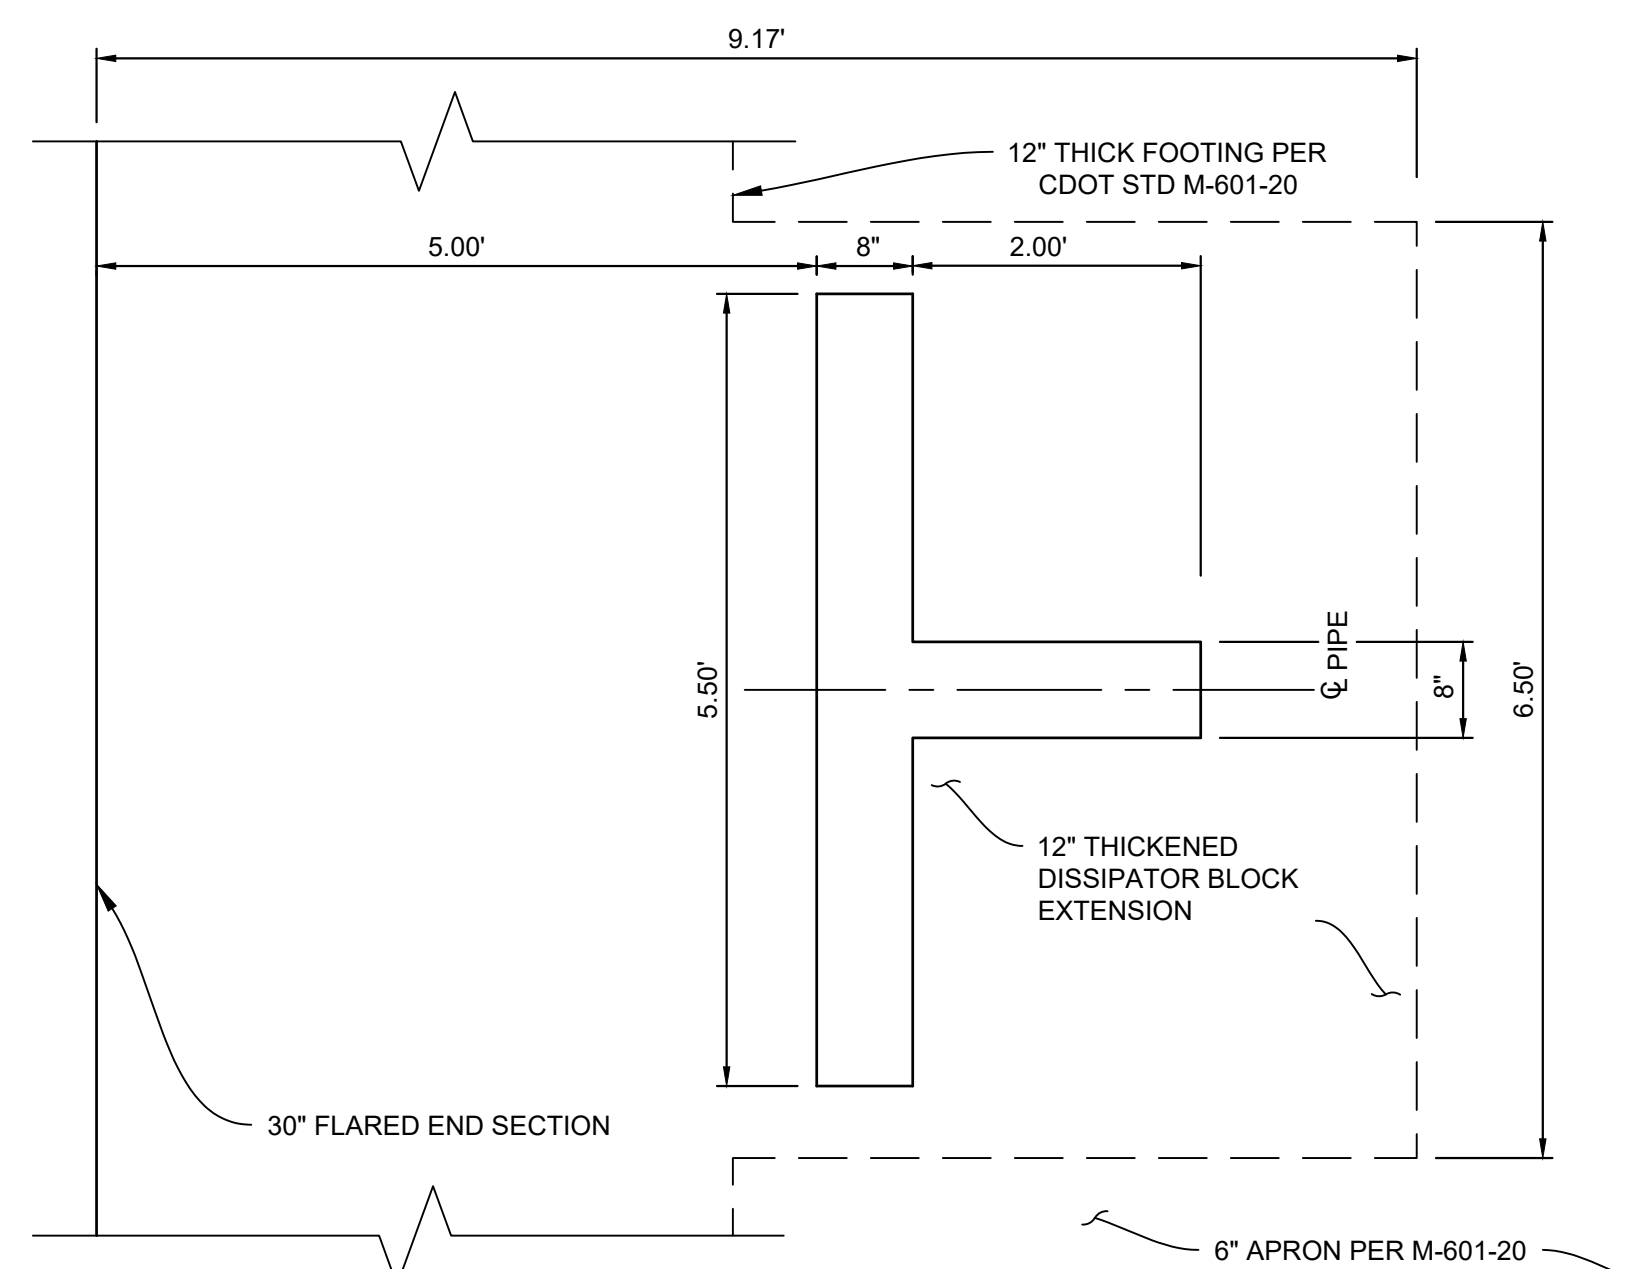 9.17'
12" THICK FOOTING PER
CDOT STD M-601-20
5.00'
8"
2.00'
℄ PIPE
5.50'
8"
6.50'
12" THICKENED
DISSIPATOR BLOCK
EXTENSION
30" FLARED END SECTION
6" APRON PER M-601-20